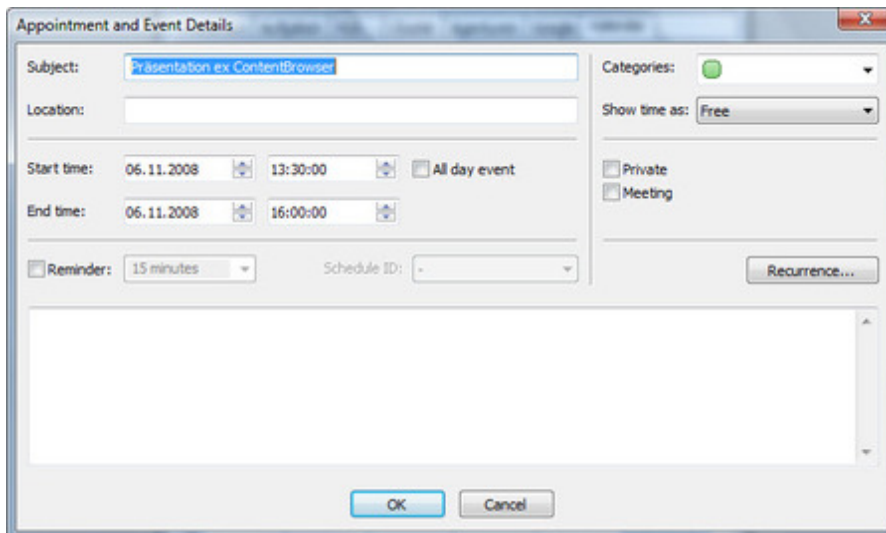 Appointment and Event Details
Subject: Präsentation ex ContentBrowser Categories:
Location: Show time as: Free
Start time: 06.11.2008 13:30:00 All day event Private
Meeting
End time: 06.11.2008 16:00:00
Reminder: 15 minutes Schedule ID: - Recurrence...
OK Cancel